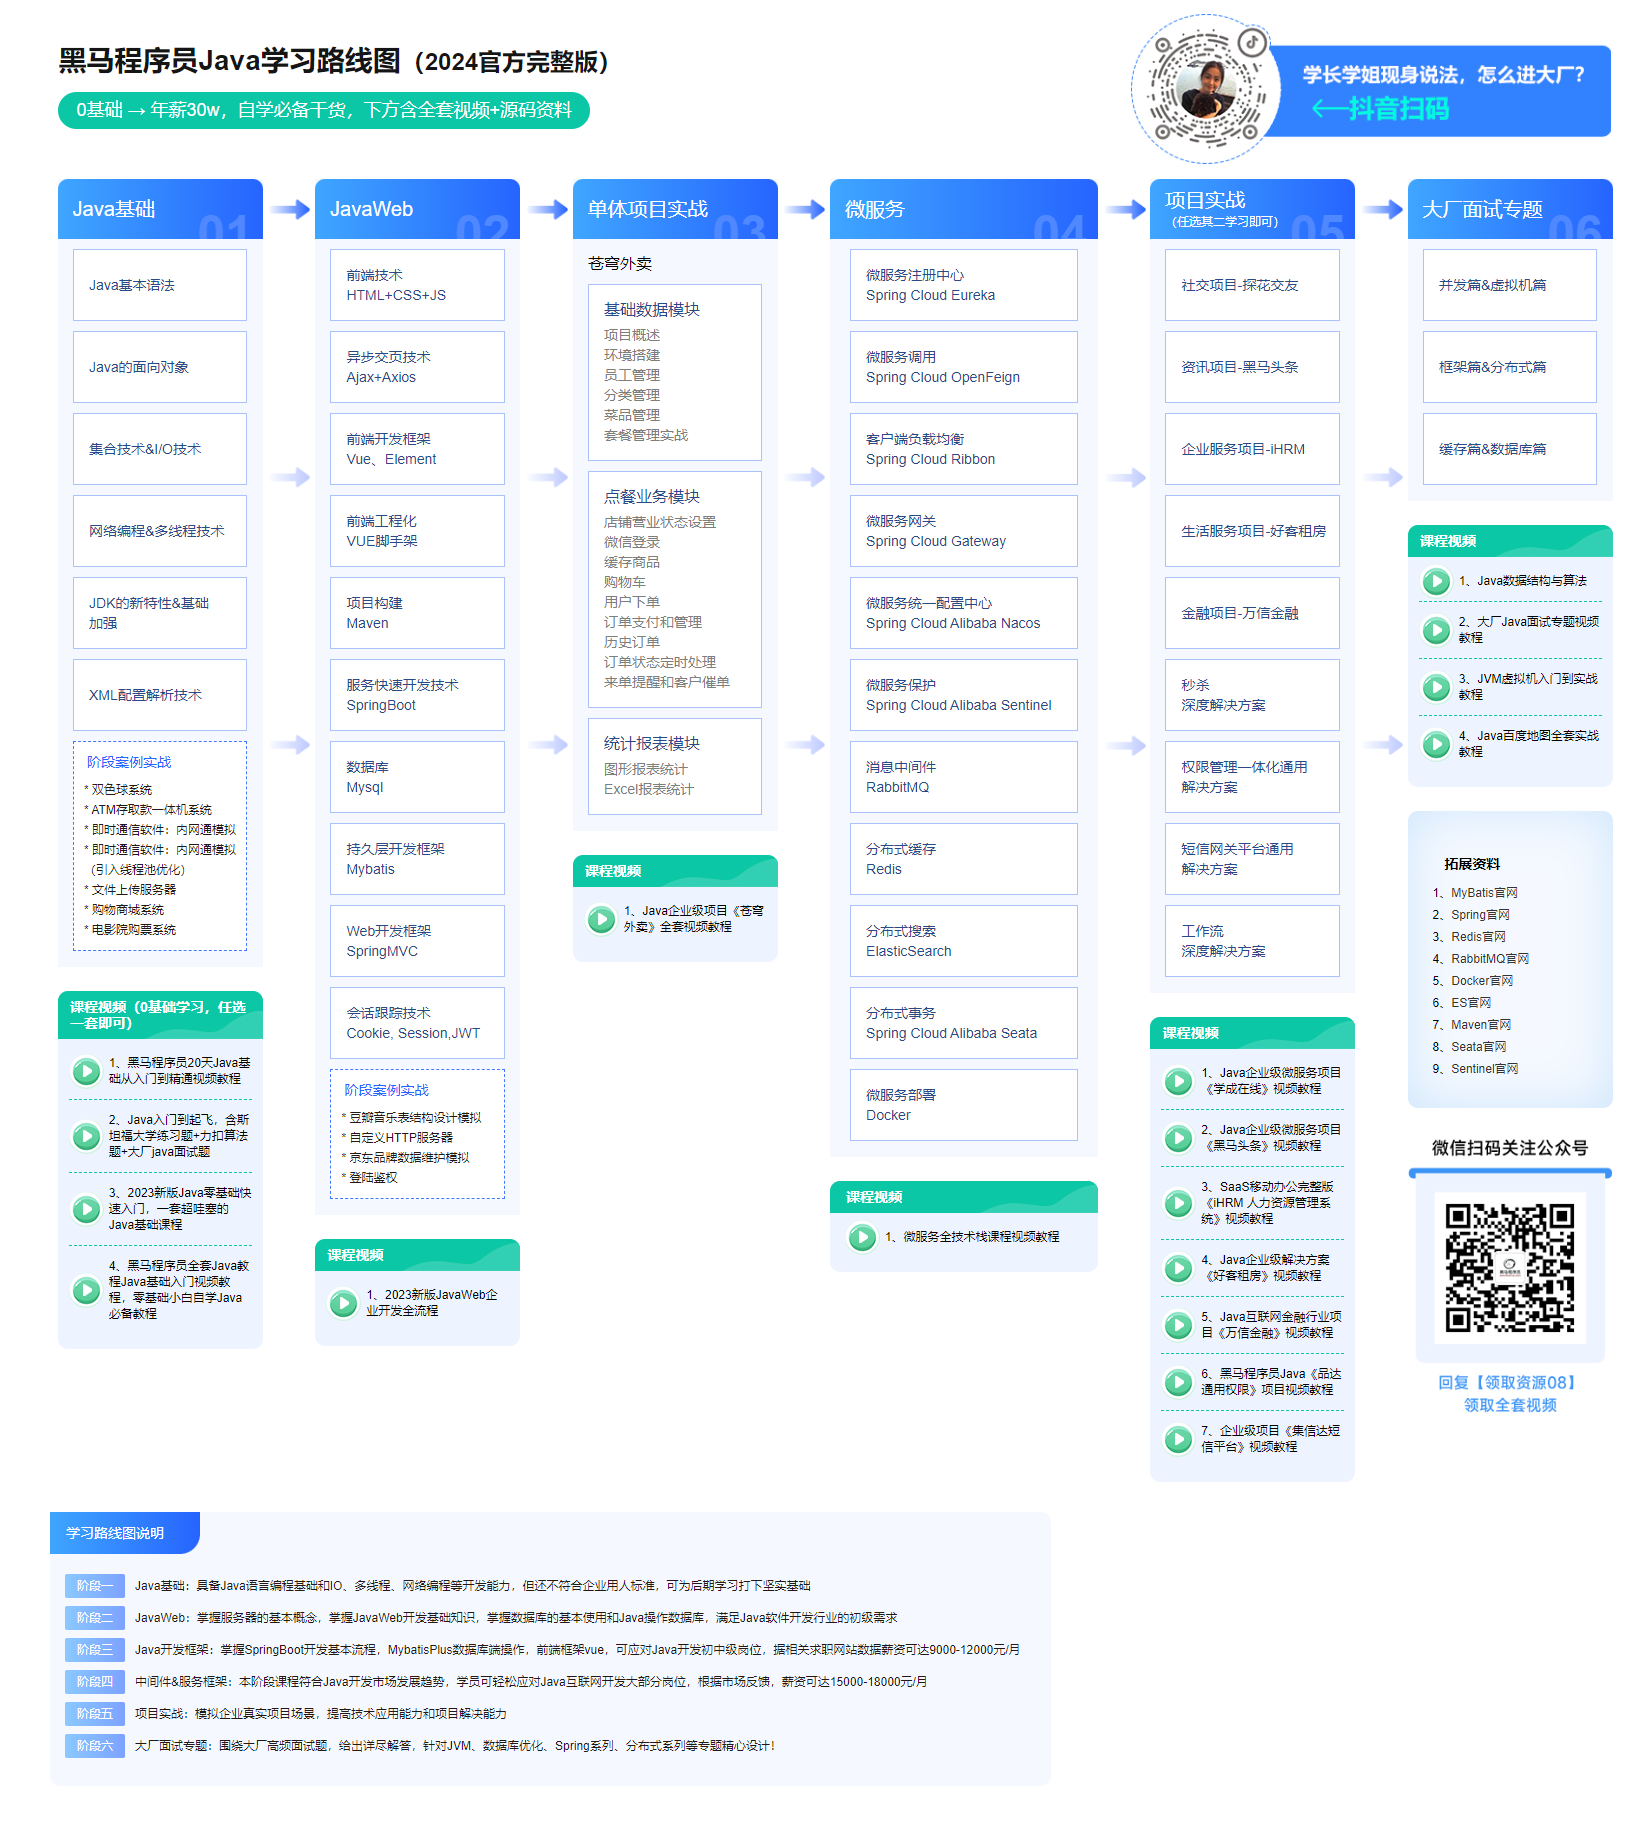 黑马程序员Java学习路线图（2024官方完整版）
0基础 → 年薪30w，自学必备干货，下方含全套视频+源码资料
学长学姐现身说法，怎么进大厂？
←抖音扫码
Java基础
01
Java基本语法
Java的面向对象
集合技术&I/O技术
网络编程&多线程技术
JDK的新特性&基础
加强
XML配置解析技术
阶段案例实战
* 双色球系统
* ATM存取款一体机系统
* 即时通信软件：内网通模拟
* 即时通信软件：内网通模拟
（引入线程池优化）
* 文件上传服务器
* 购物商城系统
* 电影院购票系统
课程视频（0基础学习，任选
一套即可）
1、黑马程序员20天Java基
础从入门到精通视频教程
2、Java入门到起飞，含斯
坦福大学练习题+力扣算法
题+大厂java面试题
3、2023新版Java零基础快
速入门，一套超哇塞的
Java基础课程
4、黑马程序员全套Java教
程Java基础入门视频教
程，零基础小白自学Java
必备教程
JavaWeb
02
前端技术
HTML+CSS+JS
异步交页技术
Ajax+Axios
前端开发框架
Vue、Element
前端工程化
VUE脚手架
项目构建
Maven
服务快速开发技术
SpringBoot
数据库
Mysql
持久层开发框架
Mybatis
Web开发框架
SpringMVC
会话跟踪技术
Cookie, Session,JWT
阶段案例实战
* 豆瓣音乐表结构设计模拟
* 自定义HTTP服务器
* 京东品牌数据维护模拟
* 登陆鉴权
课程视频
1、2023新版JavaWeb企
业开发全流程
单体项目实战
03
苍穹外卖
基础数据模块
项目概述
环境搭建
员工管理
分类管理
菜品管理
套餐管理实战
点餐业务模块
店铺营业状态设置
微信登录
缓存商品
购物车
用户下单
订单支付和管理
历史订单
订单状态定时处理
来单提醒和客户催单
统计报表模块
图形报表统计
Excel报表统计
课程视频
1、Java企业级项目《苍穹
外卖》全套视频教程
微服务
04
微服务注册中心
Spring Cloud Eureka
微服务调用
Spring Cloud OpenFeign
客户端负载均衡
Spring Cloud Ribbon
微服务网关
Spring Cloud Gateway
微服务统一配置中心
Spring Cloud Alibaba Nacos
微服务保护
Spring Cloud Alibaba Sentinel
消息中间件
RabbitMQ
分布式缓存
Redis
分布式搜索
ElasticSearch
分布式事务
Spring Cloud Alibaba Seata
微服务部署
Docker
课程视频
1、微服务全技术栈课程视频教程
项目实战
（任选其二学习即可）
05
社交项目-探花交友
资讯项目-黑马头条
企业服务项目-iHRM
生活服务项目-好客租房
金融项目-万信金融
秒杀
深度解决方案
权限管理一体化通用
解决方案
短信网关平台通用
解决方案
工作流
深度解决方案
课程视频
1、Java企业级微服务项目
《学成在线》视频教程
2、Java企业级微服务项目
《黑马头条》视频教程
3、SaaS移动办公完整版
《iHRM 人力资源管理系
统》视频教程
4、Java企业级解决方案
《好客租房》视频教程
5、Java互联网金融行业项
目《万信金融》视频教程
6、黑马程序员Java《品达
通用权限》项目视频教程
7、企业级项目《集信达短
信平台》视频教程
大厂面试专题
06
并发篇&虚拟机篇
框架篇&分布式篇
缓存篇&数据库篇
课程视频
1、Java数据结构与算法
2、大厂Java面试专题视频
教程
3、JVM虚拟机入门到实战
教程
4、Java百度地图全套实战
教程
拓展资料
1、MyBatis官网
2、Spring官网
3、Redis官网
4、RabbitMQ官网
5、Docker官网
6、ES官网
7、Maven官网
8、Seata官网
9、Sentinel官网
微信扫码关注公众号
回复【领取资源08】
领取全套视频
学习路线图说明
阶段一 Java基础：具备Java语言编程基础和IO、多线程、网络编程等开发能力，但还不符合企业用人标准，可为后期学习打下坚实基础
阶段二 JavaWeb：掌握服务器的基本概念，掌握JavaWeb开发基础知识，掌握数据库的基本使用和Java操作数据库，满足Java软件开发行业的初级需求
阶段三 Java开发框架：掌握SpringBoot开发基本流程，MybatisPlus数据库端操作，前端框架vue，可应对Java开发初中级岗位，据相关求职网站数据薪资可达9000-12000元/月
阶段四 中间件&服务框架：本阶段课程符合Java开发市场发展趋势，学员可轻松应对Java互联网开发大部分岗位，根据市场反馈，薪资可达15000-18000元/月
阶段五 项目实战：模拟企业真实项目场景，提高技术应用能力和项目解决能力
阶段六 大厂面试专题：围绕大厂高频面试题，给出详尽解答，针对JVM、数据库优化、Spring系列、分布式系列等专题精心设计！